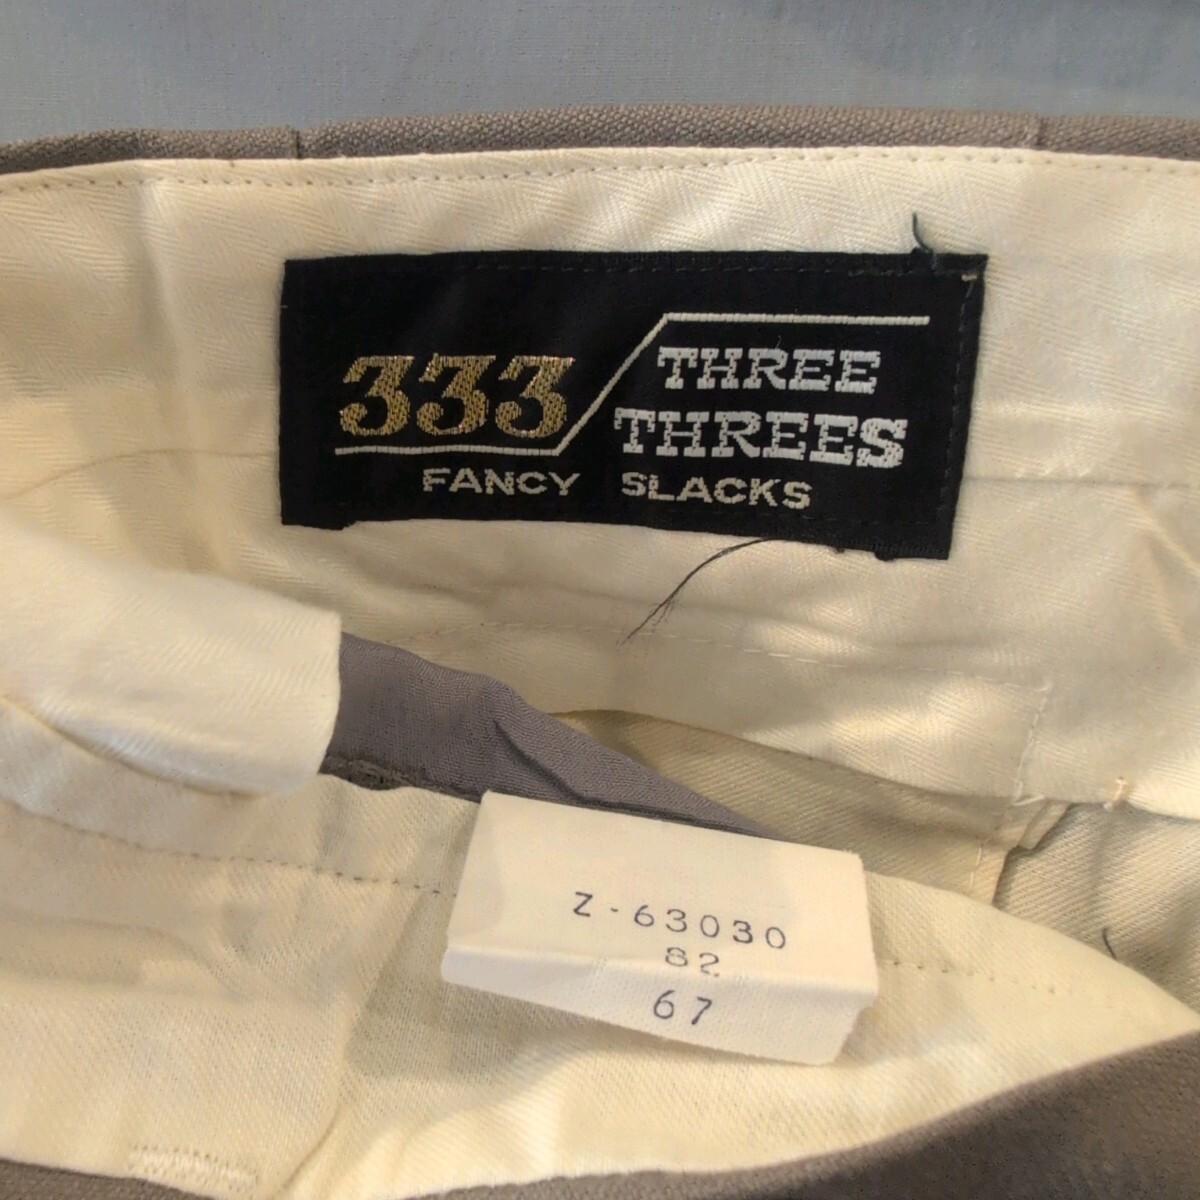 333
THREE
THREES
FANCY SLACKS
Z-63030
82
67